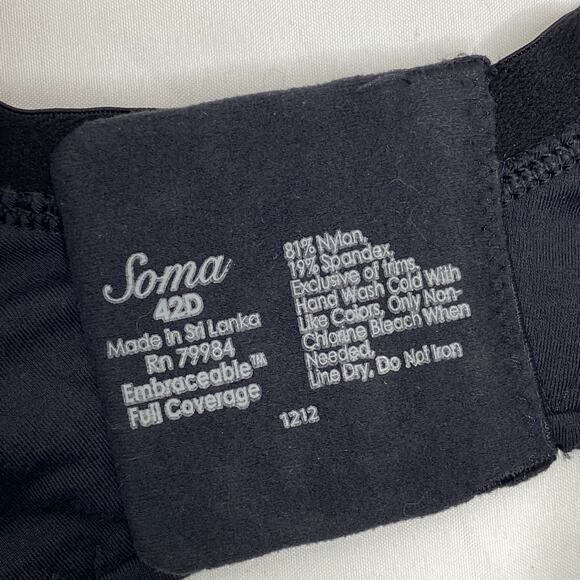 Soma
42D
Made in Sri Lanka
Rn 79984
Embraceable™
Full Coverage
81% Nylon,
19% Spandex,
Exclusive of trims.
Hand Wash Cold With
Like Colors, Only Non-
Chlorine Bleach When
Needed,
Line Dry, Do Not Iron
1212